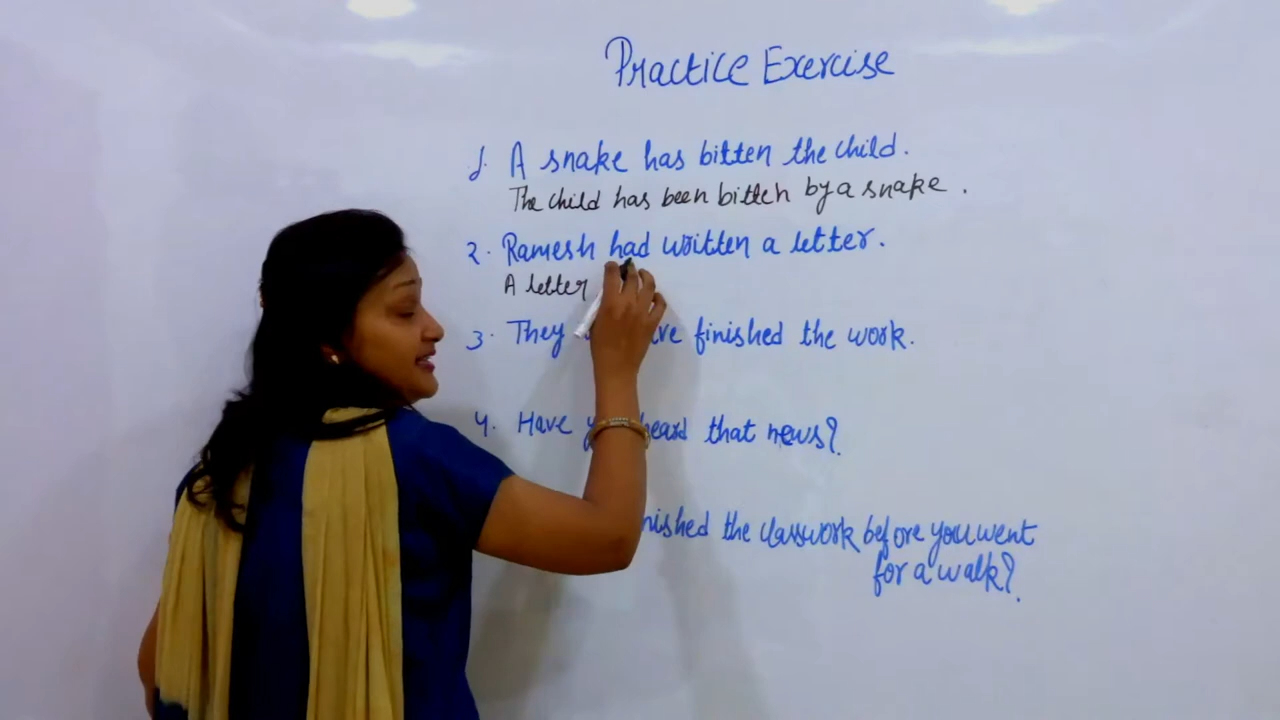 Practice Exercise
1. A snake has bitten the child.
The child has been bitten by a snake.
2. Ramesh had written a letter.
A letter
3. They finished the work.
4. Have heard that news?
the classwork before you went
for a walk?